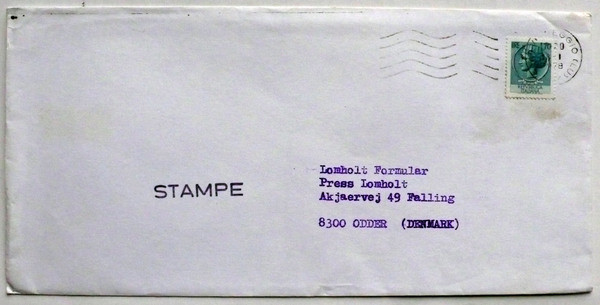 STAMPE
Lomholt Formular
Press Lomholt
Akjaervej 49 Falling
8300 ODDER (DENMARK)